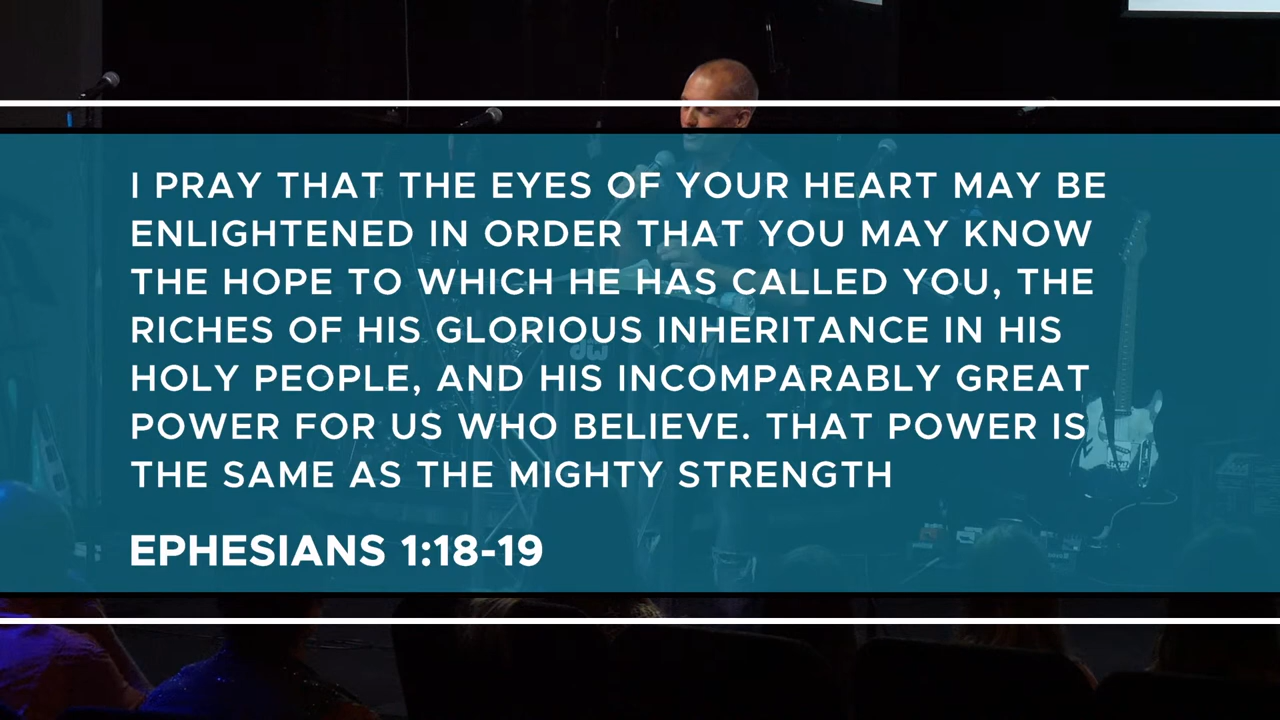 I PRAY THAT THE EYES OF YOUR HEART MAY BE
ENLIGHTENED IN ORDER THAT YOU MAY KNOW
THE HOPE TO WHICH HE HAS CALLED YOU, THE
RICHES OF HIS GLORIOUS INHERITANCE IN HIS
HOLY PEOPLE, AND HIS INCOMPARABLY GREAT
POWER FOR US WHO BELIEVE. THAT POWER IS
THE SAME AS THE MIGHTY STRENGTH
EPHESIANS 1:18-19
dw